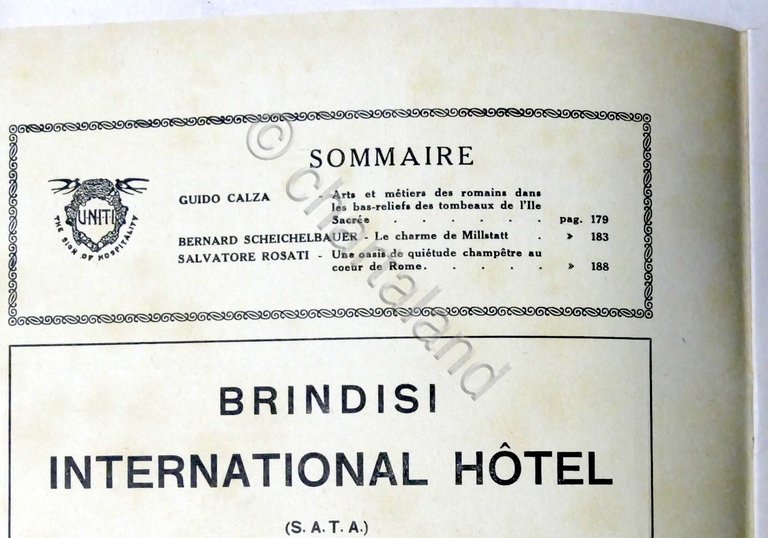 SOMMAIRE
UNITI
THE SIGN OF HOSPITALITY
GUIDO CALZA - Arts et métiers des romains dans
les bas-reliefs des tombeaux de l'Ile
Sacrée . . . . . . pag. 179
BERNARD SCHEICHELBAUER - Le charme de Millstatt . » 183
SALVATORE ROSATI - Une oasis de quiétude champêtre au
coeur de Rome. . . . . » 188
BRINDISI
INTERNATIONAL HÔTEL
(S. A. T. A.)
© chartaland